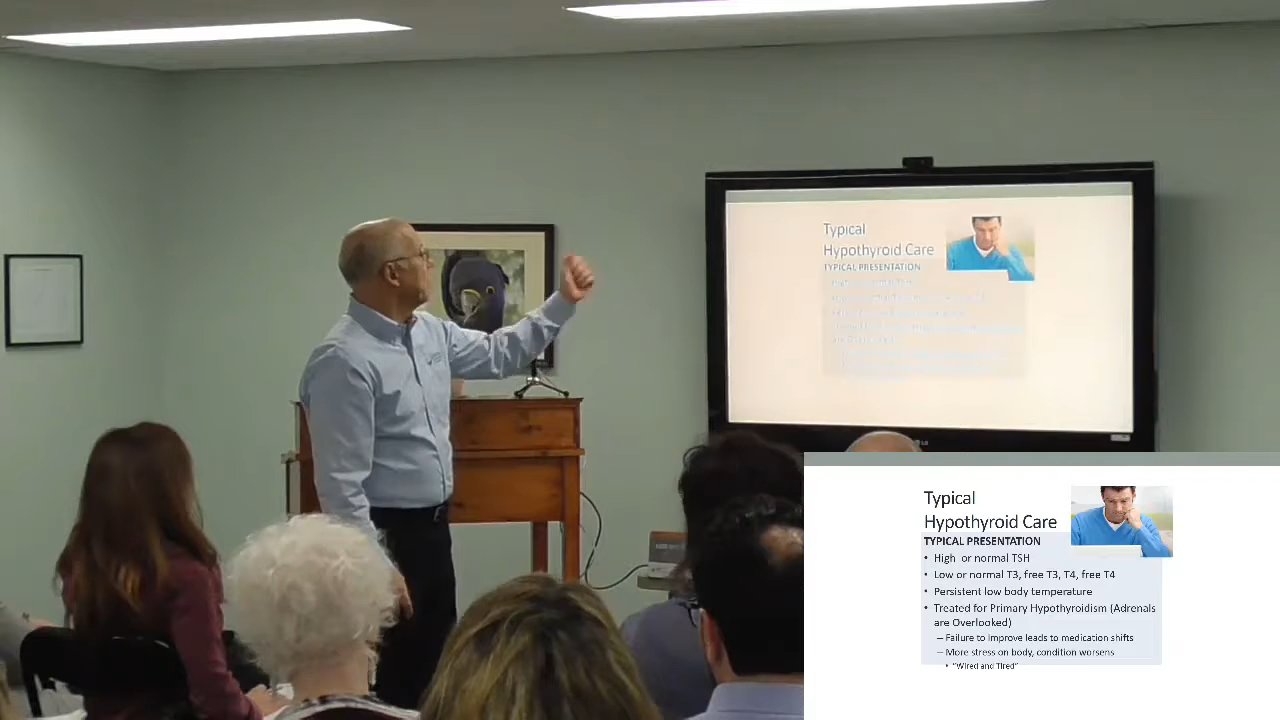 Typical
Hypothyroid Care
TYPICAL PRESENTATION
Typical
Hypothyroid Care
TYPICAL PRESENTATION
• High or normal TSH
• Low or normal T3, free T3, T4, free T4
• Persistent low body temperature
• Treated for Primary Hypothyroidism (Adrenals
are Overlooked)
– Failure to improve leads to medication shifts
– More stress on body, condition worsens
• "Wired and Tired"